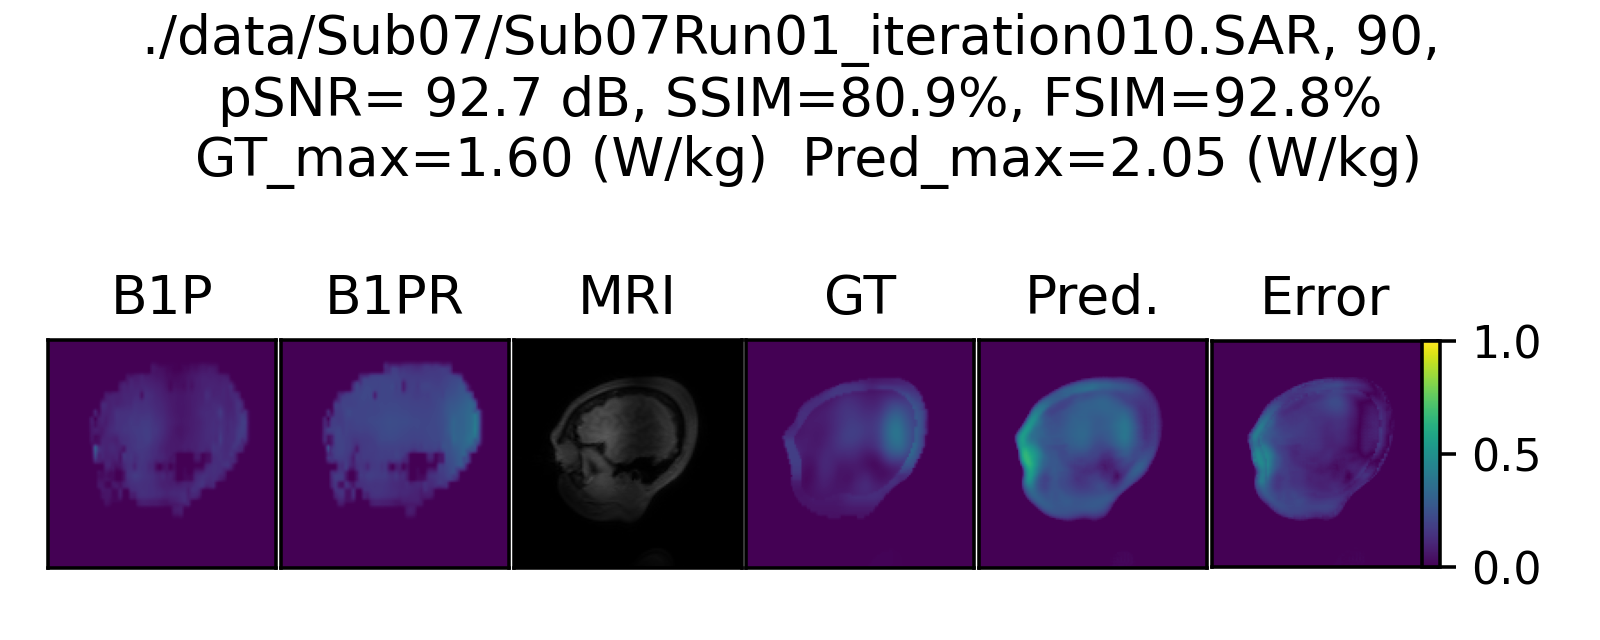 ./data/Sub07/Sub07Run01_iteration010.SAR, 90,
pSNR= 92.7 dB, SSIM=80.9%, FSIM=92.8%
GT_max=1.60 (W/kg)  Pred_max=2.05 (W/kg)
B1P B1PR MRI GT Pred. Error
1.0
0.5
0.0